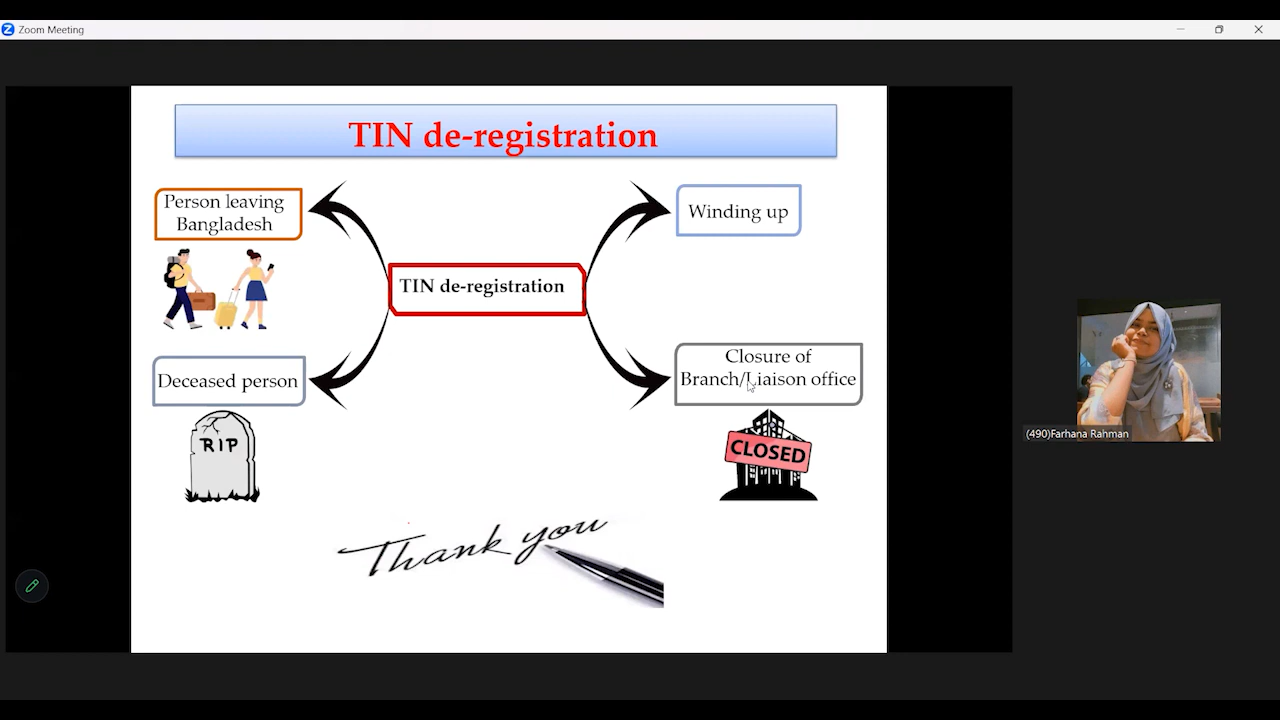 Zoom Meeting
TIN de-registration
Person leaving
Bangladesh
Winding up
TIN de-registration
Deceased person
Closure of
Branch/Liaison office
RIP
CLOSED
Thank you
(490)Farhana Rahman